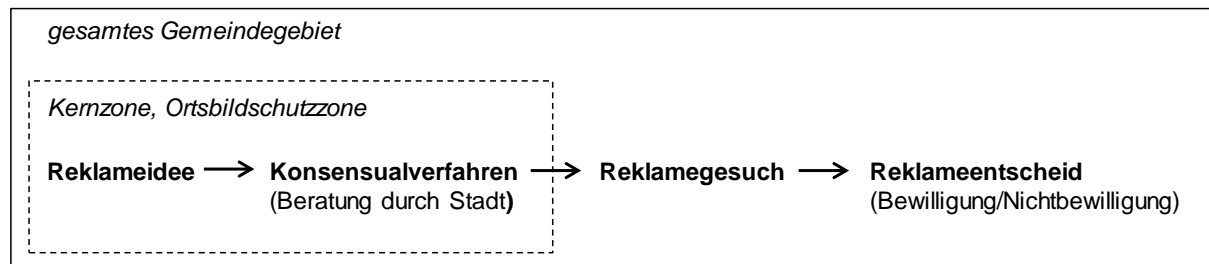 gesamtes Gemeindegebiet
Kernzone, Ortsbildschutzzone
Reklameidee → Konsensualverfahren → Reklamegesuch → Reklameentscheid
(Beratung durch Stadt) (Bewilligung/Nichtbewilligung)